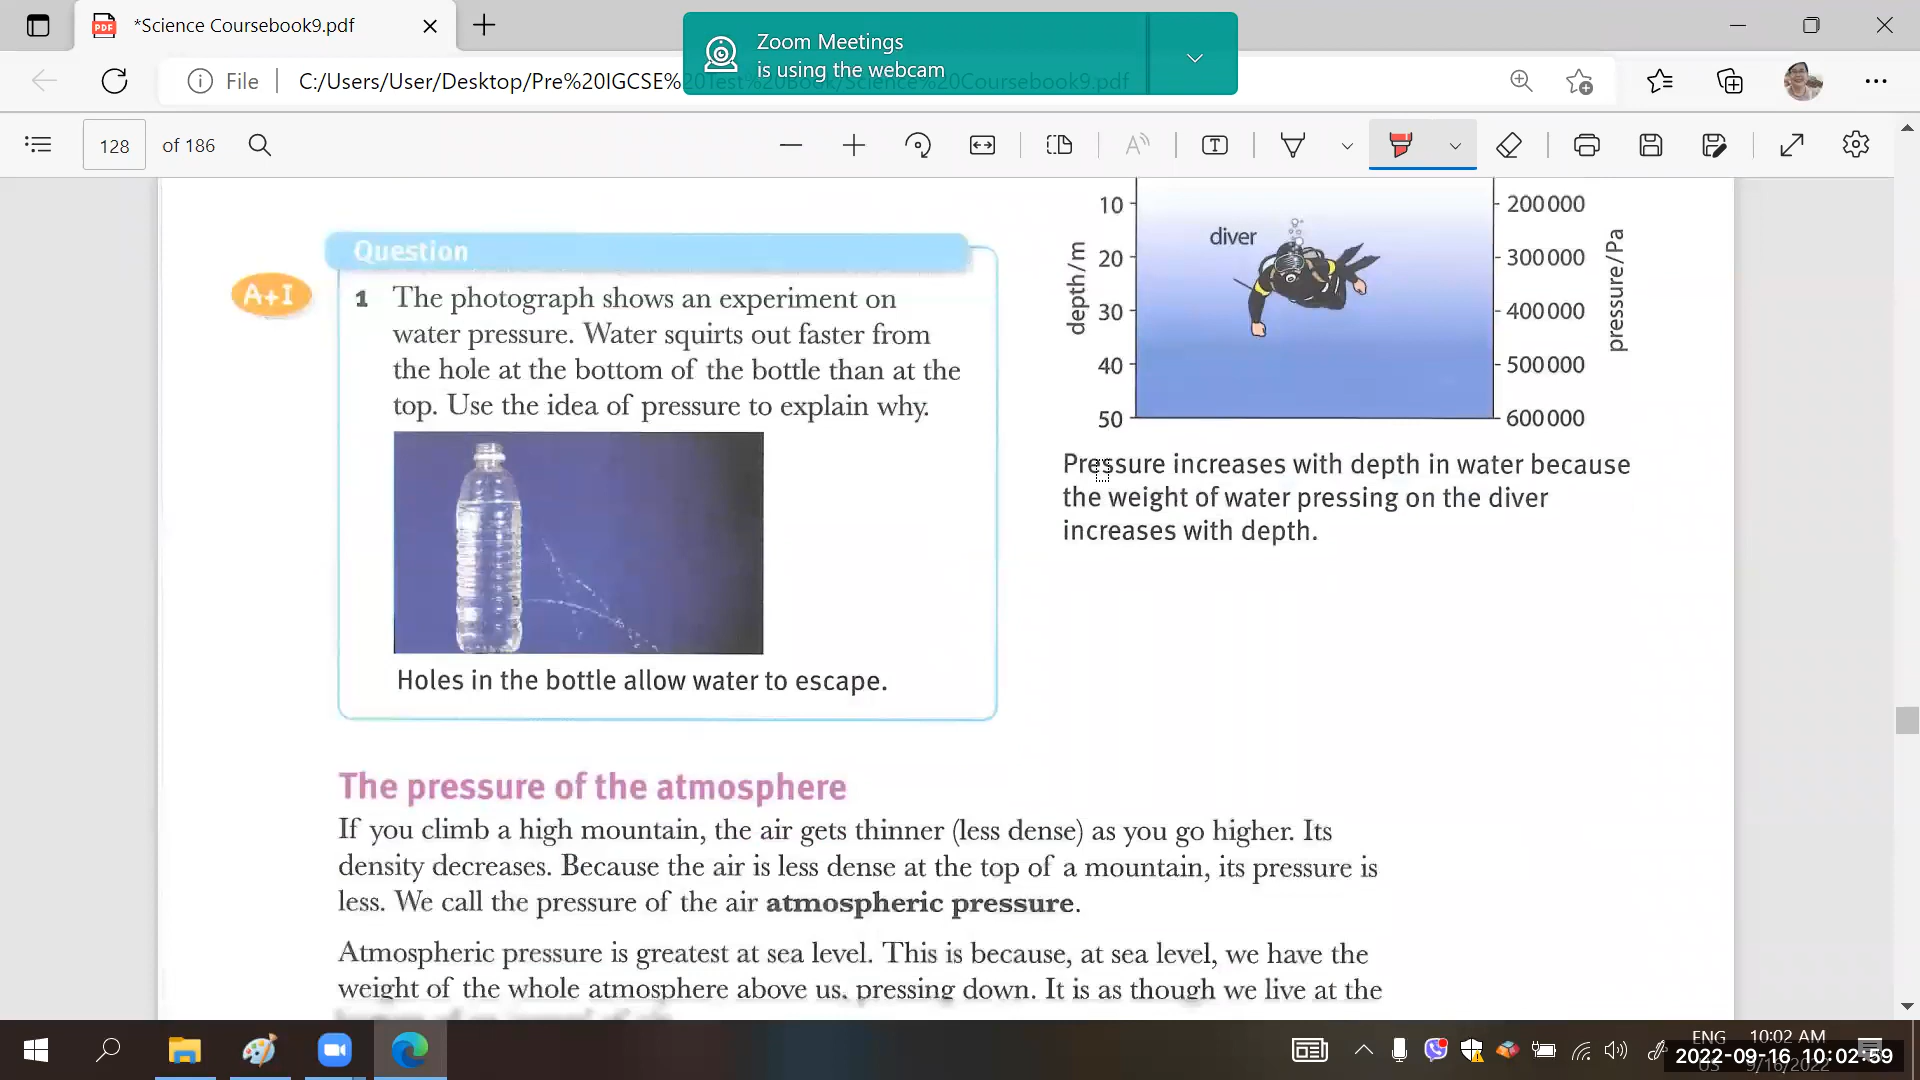 *Science Coursebook9.pdf
Zoom Meetings
is using the webcam
File
C:/Users/User/Desktop/Pre%20IGCSE%20Test%20Book/Science%20Coursebook9.pdf
128 of 186
Question
A+I
1 The photograph shows an experiment on
water pressure. Water squirts out faster from
the hole at the bottom of the bottle than at the
top. Use the idea of pressure to explain why.
Holes in the bottle allow water to escape.
10
20
30
40
50
depth/m
diver
200000
300000
400000
500000
600000
pressure/Pa
Pressure increases with depth in water because
the weight of water pressing on the diver
increases with depth.
The pressure of the atmosphere
If you climb a high mountain, the air gets thinner (less dense) as you go higher. Its
density decreases. Because the air is less dense at the top of a mountain, its pressure is
less. We call the pressure of the air atmospheric pressure.
Atmospheric pressure is greatest at sea level. This is because, at sea level, we have the
weight of the whole atmosphere above us, pressing down. It is as though we live at the
ENG
10:02 AM
2022-09-16 10:02:59
9/16/2022